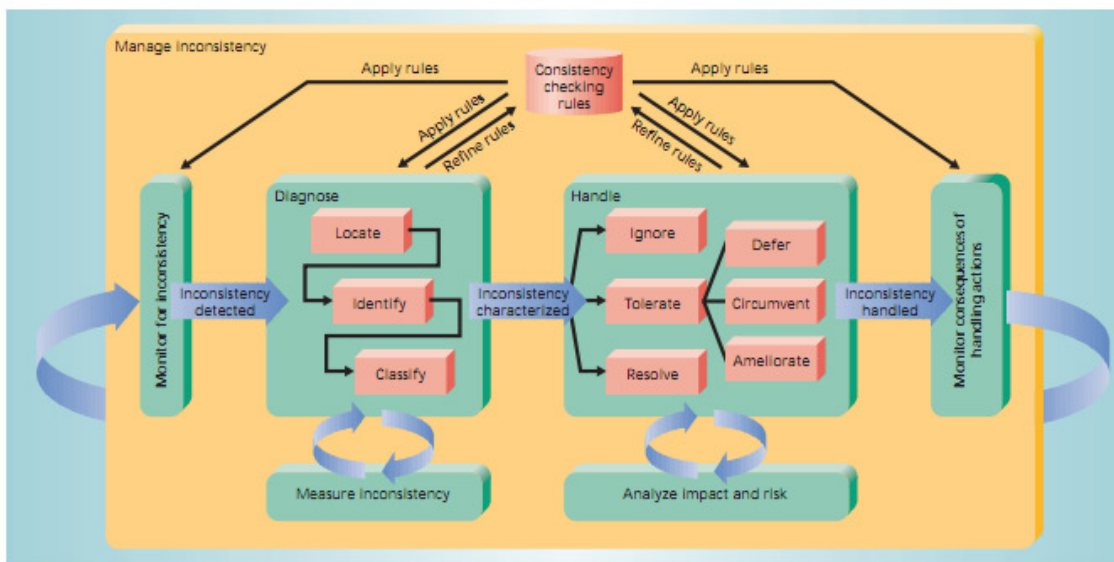 Manage inconsistency
Apply rules
Consistency
checking
rules
Apply rules
Apply rules
Refine rules
Apply rules
Refine rules
Monitor for inconsistency
Inconsistency
detected
Diagnose
Locate
Identify
Classify
Inconsistency
characterized
Handle
Ignore
Tolerate
Resolve
Defer
Circumvent
Ameliorate
Inconsistency
handled
Monitor consequences of
handling actions
Measure inconsistency
Analyze impact and risk